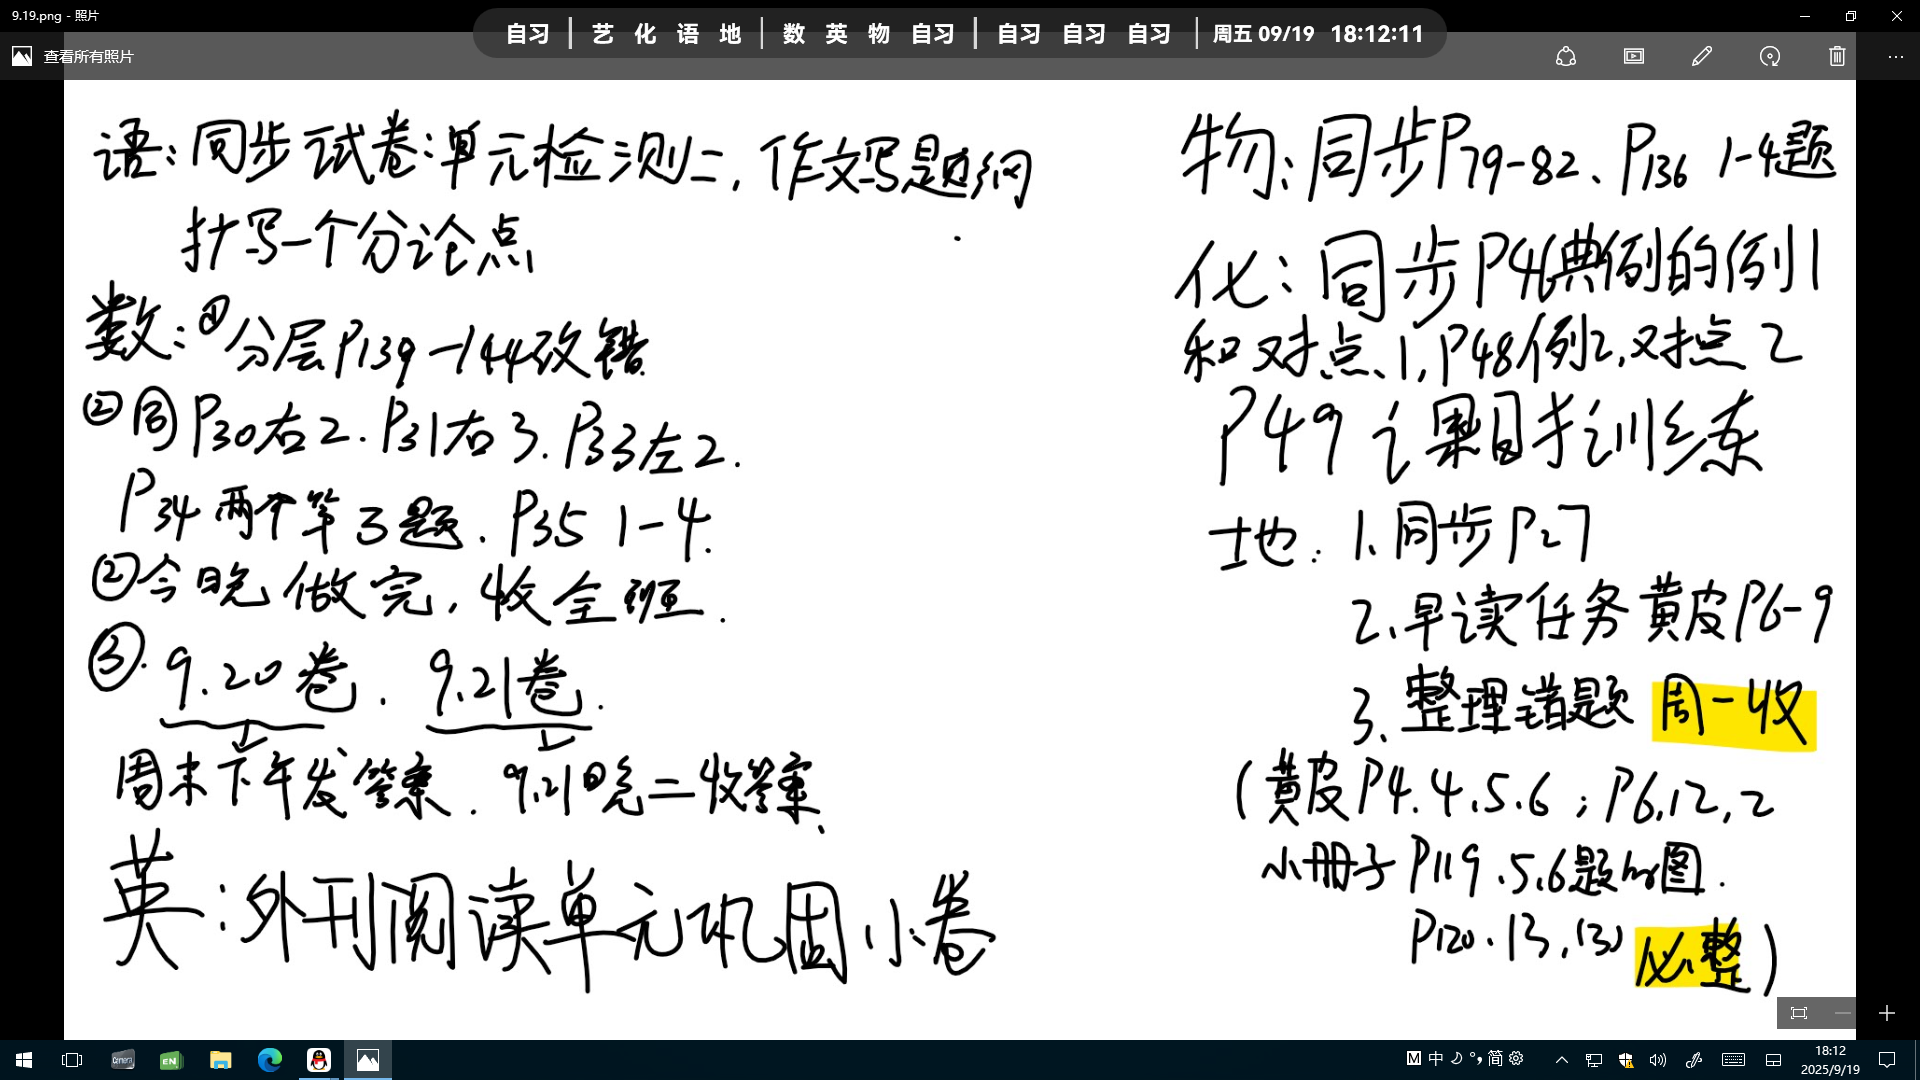 9.19.png - 照片
自习 | 艺 化 语 地 | 数 英 物 自习 | 自习 自习 自习 | 周五 09/19 18:12:11
查看所有照片
语:同步试卷:单元检测二,作文写题纲
抄写一个分论点
数:①分层P139-144改错
②同P30右2.P31右3.P33左2.
P34两个第3题.P35 1-4.
②今晚做完,收全班.
③.9.20卷.9.21卷.
周末下午发答案.9.21晚二收答案.
英:外刊阅读单元巩固小卷
物:同步P79-82、P136 1-4题
化:同步P46典例的例1
和对点、1,P48例2,对点2
P49课时训练
地:1.同步P27
2.早读任务黄皮P6-9
3.整理错题 周一收
(黄皮P4.4.5.6;P6.12,2
小册子P119.5.6题的图.
P120.13,(3) 必整)
中 简
18:12
2025/9/19